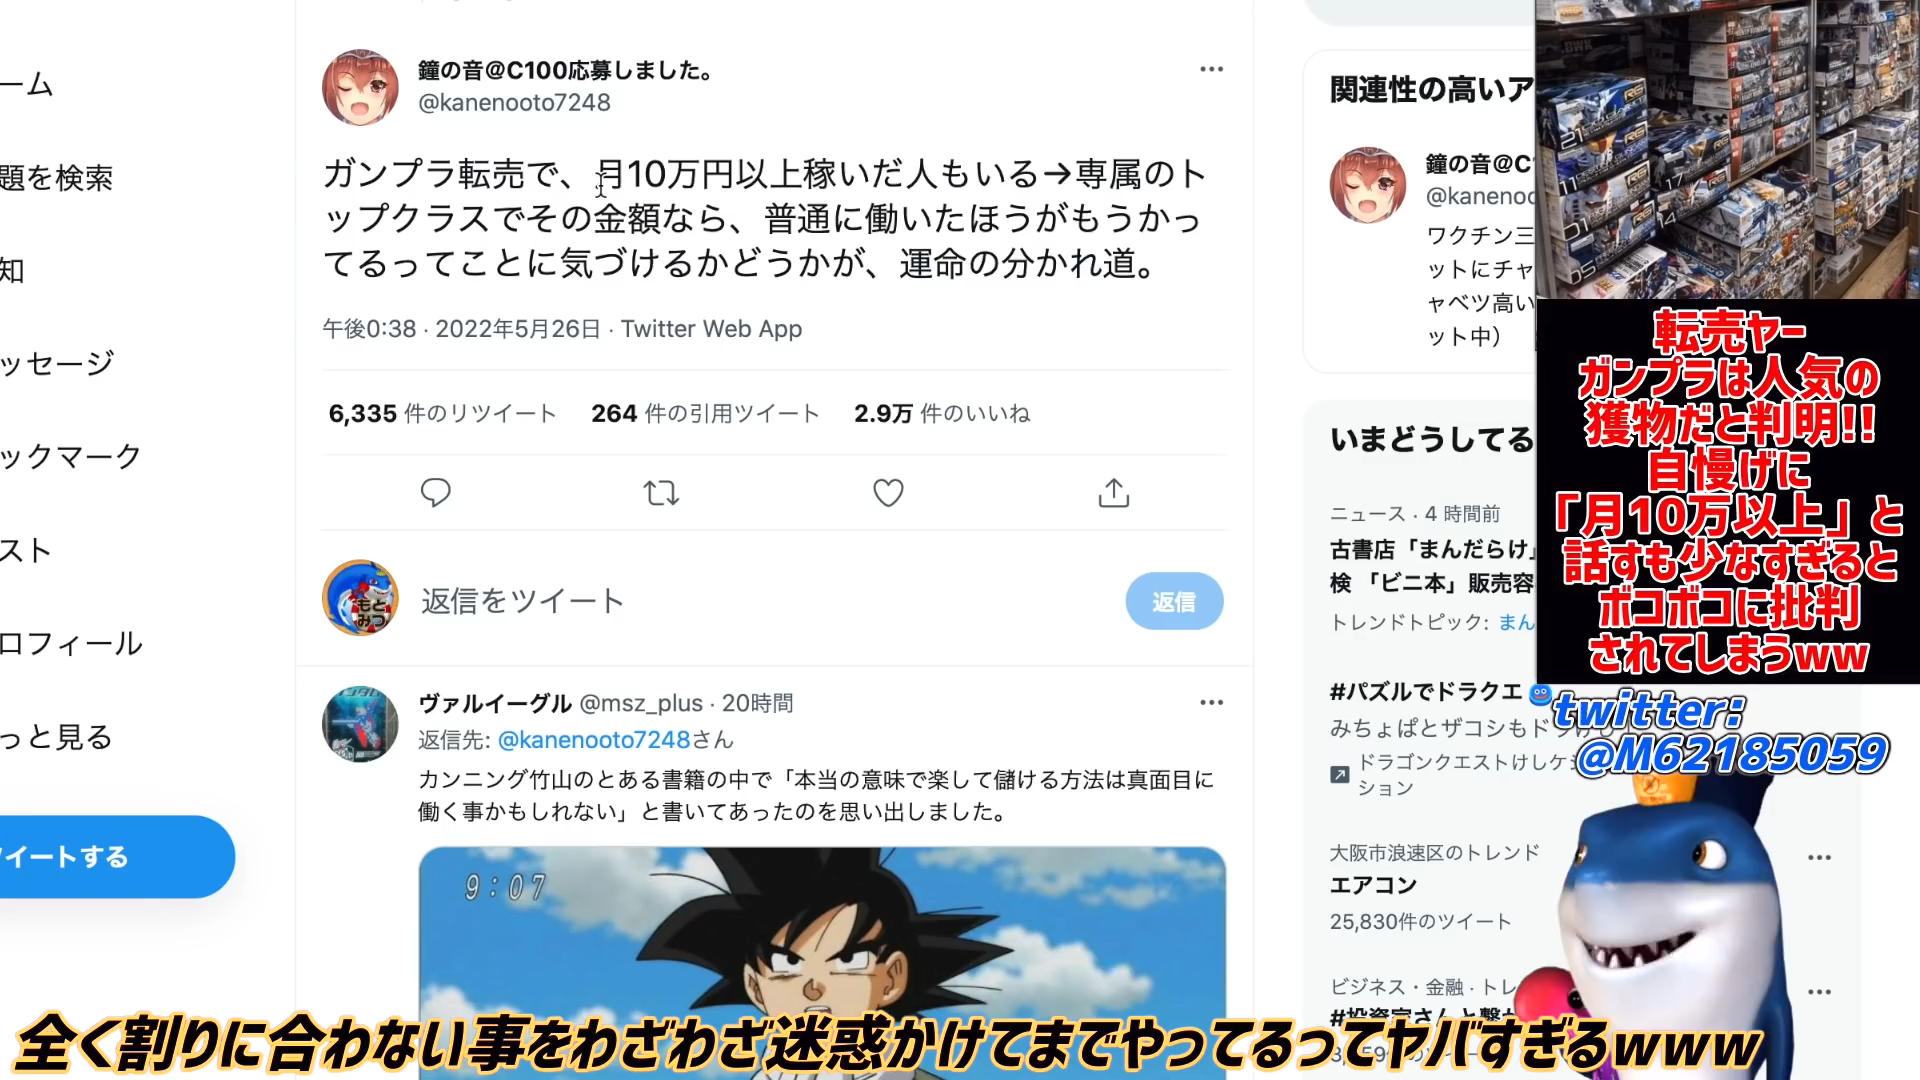 ーム
題を検索
知
ッセージ
ックマーク
スト
ロフィール
っと見る
ツイートする
鐘の音@C100応募しました。
@kanenooto7248
ガンプラ転売で、月10万円以上稼いだ人もいる→専属のト
ップクラスでその金額なら、普通に働いたほうがもうかっ
てるってことに気づけるかどうかが、運命の分かれ道。
午後0:38 · 2022年5月26日 · Twitter Web App
6,335 件のリツイート 264 件の引用ツイート 2.9万 件のいいね
もと
みつ
返信をツイート
返信
ヴァルイーグル @msz_plus · 20時間
返信先: @kanenooto7248さん
カンニング竹山のとある書籍の中で「本当の意味で楽して儲ける方法は真面目に
働く事かもしれない」と書いてあったのを思い出しました。
9:07
関連性の高いア
鐘の音@C
@kanenoo
ワクチン三
ットにチャ
ャベツ高い
ット中）
いまどうしてる
ニュース · 4 時間前
古書店「まんだらけ」
検 「ビニ本」販売容
トレンドトピック: まん
#パズルでドラクエ
みちょぱとザコシもド
ドラゴンクエストけしケ
ション
大阪市浪速区のトレンド
エアコン
25,830件のツイート
ビジネス・金融 · トレ
#投資家さんと繋が
RG
RG
転売ヤー
ガンプラは人気の
獲物だと判明!!
自慢げに
「月10万以上」と
話すも少なすぎると
ボコボコに批判
されてしまうww
twitter:
@M62185059
全く割りに合わない事をわざわざ迷惑かけてまでやってるってヤバすぎるwww